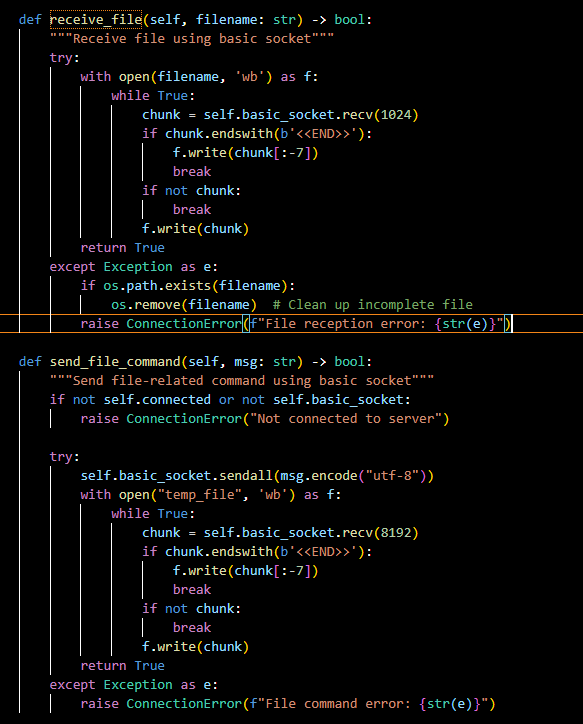 def receive_file(self, filename: str) -> bool:
    """Receive file using basic socket"""
    try:
        with open(filename, 'wb') as f:
            while True:
                chunk = self.basic_socket.recv(1024)
                if chunk.endswith(b'<<END>>'):
                    f.write(chunk[:-7])
                    break
                if not chunk:
                    break
                f.write(chunk)
        return True
    except Exception as e:
        if os.path.exists(filename):
            os.remove(filename)  # Clean up incomplete file
        raise ConnectionError(f"File reception error: {str(e)}")

def send_file_command(self, msg: str) -> bool:
    """Send file-related command using basic socket"""
    if not self.connected or not self.basic_socket:
        raise ConnectionError("Not connected to server")

    try:
        self.basic_socket.sendall(msg.encode("utf-8"))
        with open("temp_file", 'wb') as f:
            while True:
                chunk = self.basic_socket.recv(8192)
                if chunk.endswith(b'<<END>>'):
                    f.write(chunk[:-7])
                    break
                if not chunk:
                    break
                f.write(chunk)
        return True
    except Exception as e:
        raise ConnectionError(f"File command error: {str(e)}")